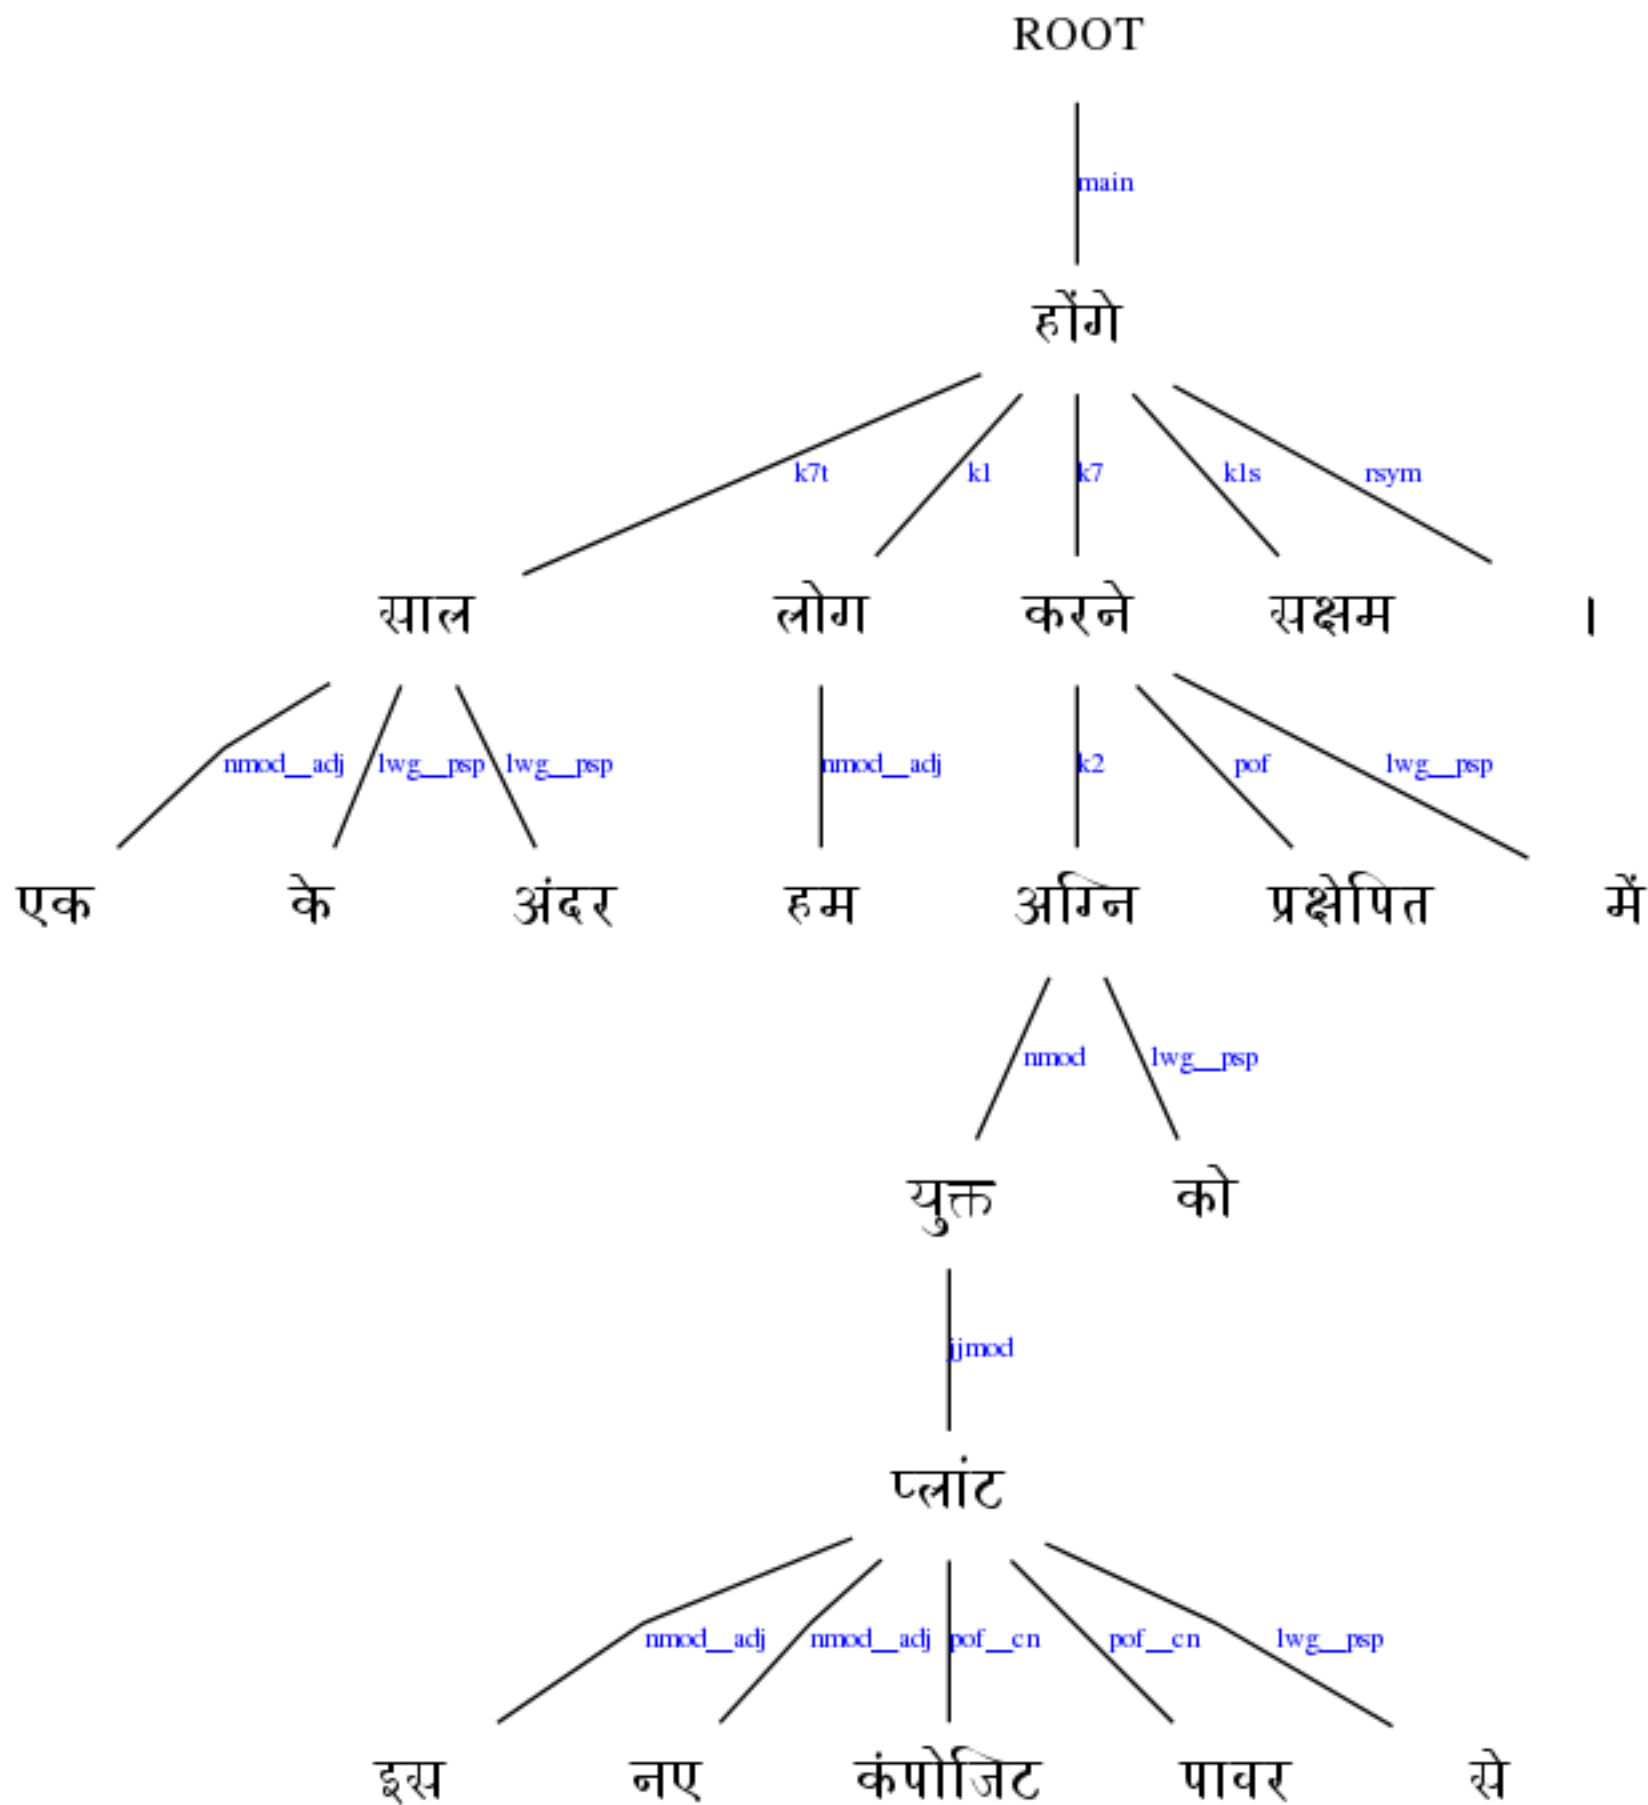 ROOT
main
होंगे
k7t k1 k7 k1s rsym
साल लोग करने सक्षम ।
nmod__adj lwg__psp lwg__psp nmod__adj k2 pof lwg__psp
एक के अंदर हम अग्नि प्रक्षेपित में
nmod lwg__psp
युक्त को
jjmod
प्लांट
nmod__adj nmod__adj pof__cn pof__cn lwg__psp
इस नए कंपोजिट पावर से